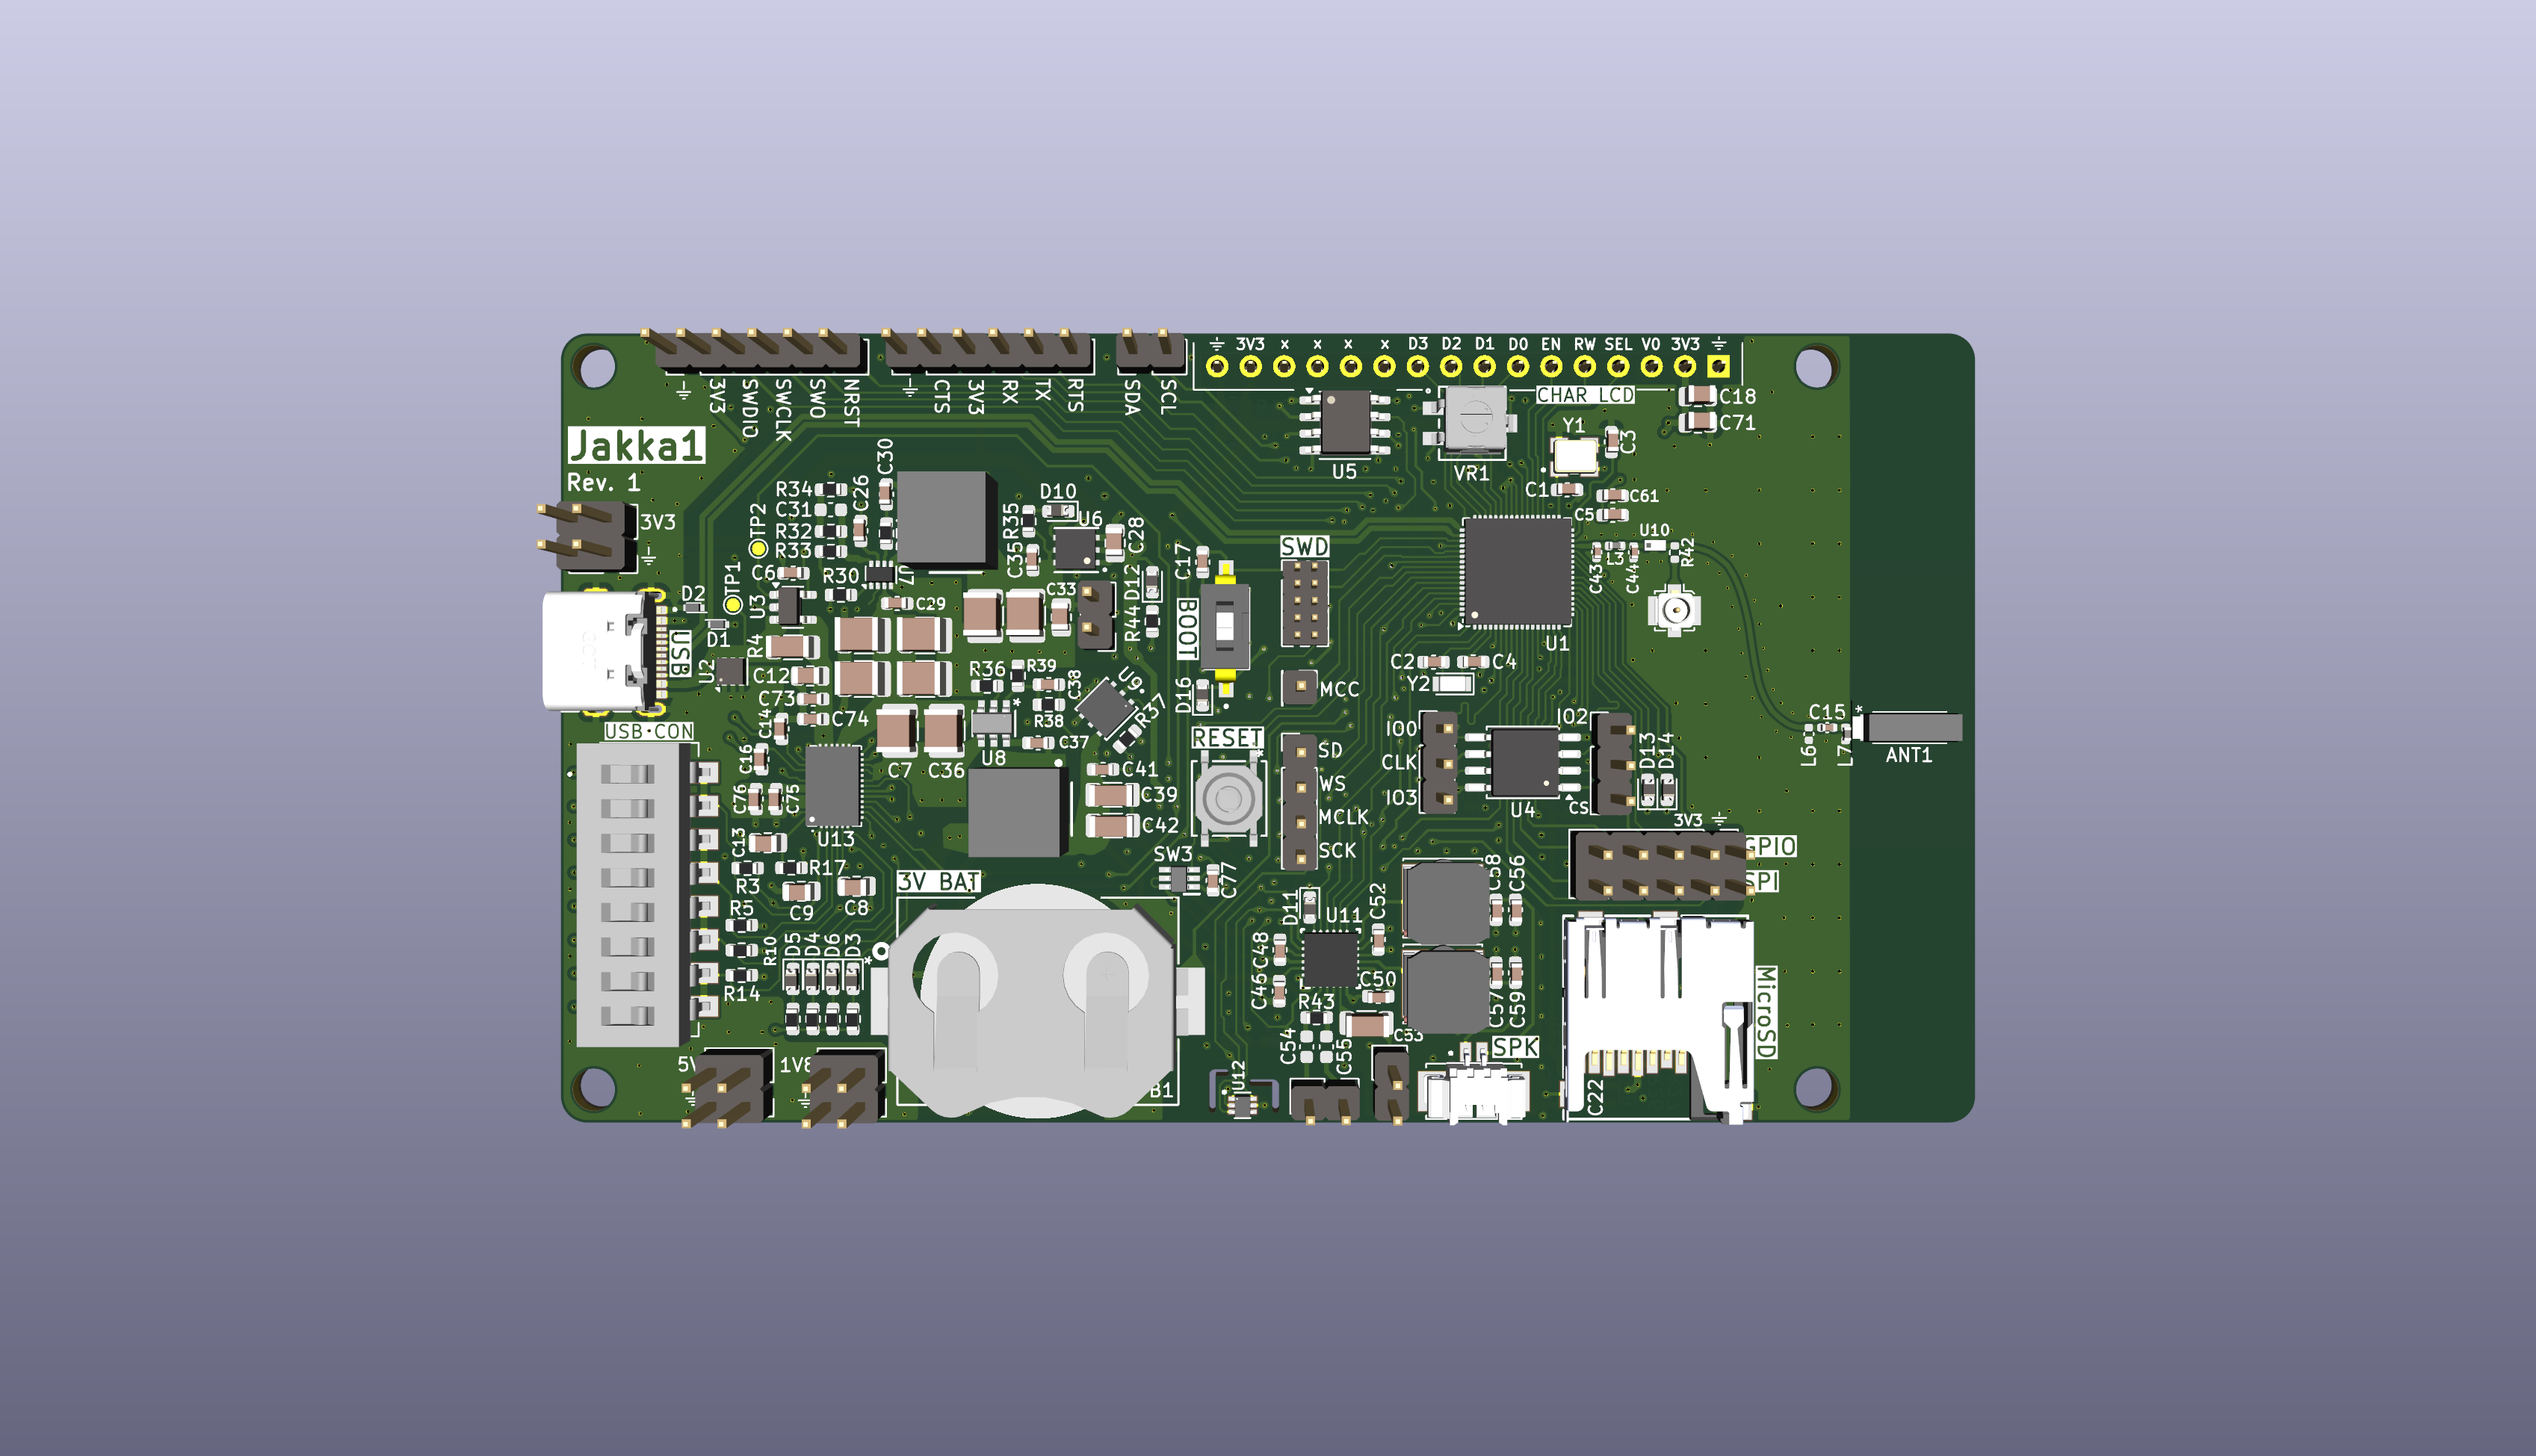 ⏚ 3V3 SWDIO SWCLK SWO NRST
⏚ CTS 3V3 RX TX RTS
SDA SCL
⏚ 3V3 x x x x D3 D2 D1 D0 EN RW SEL V0 3V3 ⏚
CHAR LCD
C18
C71
Jakka1
Rev. 1
3V3
⏚
U5
VR1
Y1
C3
C1
C61
C5
U10
R42
C43
L3
C44
R34
C31
R32
R33
C26
C30
TP2
TP1
C6
R30
U7
C29
U3
R4
D2
D1
U2
USB
C12
C73
C74
C14
C16
C76
C75
C13
U13
R3
R17
C9
C8
R5
R10
R14
D5
D4
D6
D3
USB·CON
D10
U6
R35
C35
C28
C33
D12
R44
C17
BOOT
D16
SWD
MCC
U1
C2
C4
Y2
R36
R39
C38
R38
U9
R37
C37
U8
C7
C36
C41
C39
C42
RESET
SW3
C77
SD
WS
MCLK
SCK
IO0
CLK
IO3
IO2
U4
CS
D13
D14
C15
L6
L7
ANT1
3V3
⏚
GPIO
SPI
3V BAT
B1
D11
U11
C52
C58
C56
C48
C46
C50
R43
C57
C59
C54
C55
C53
SPK
MicroSD
C22
U12
5V
⏚
1V8
⏚